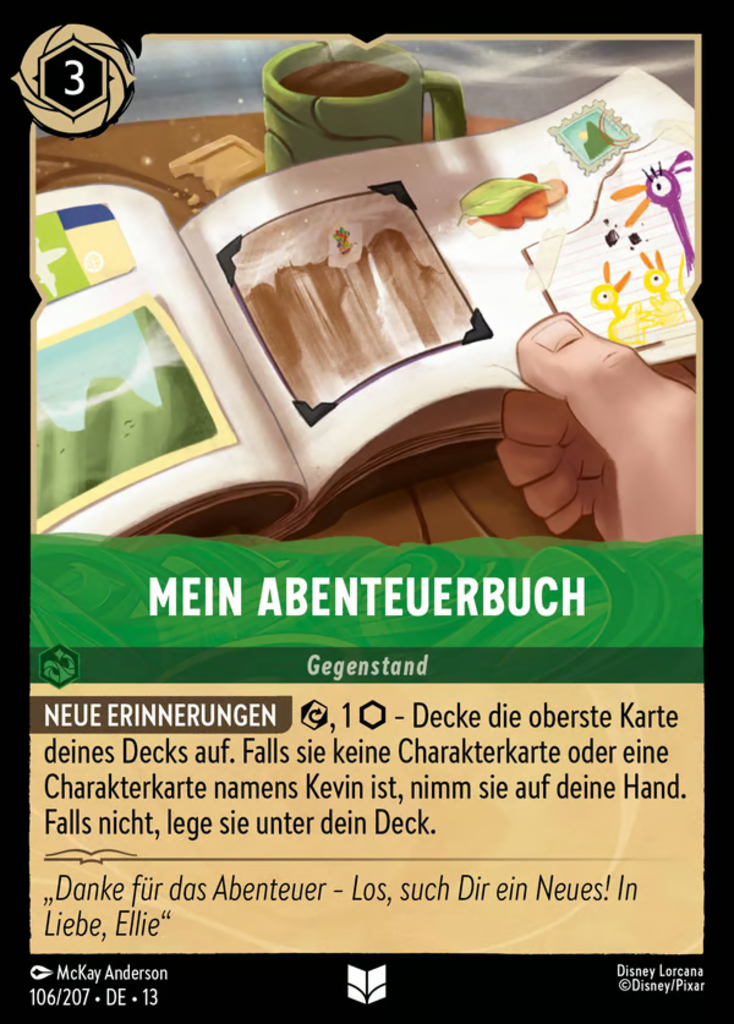 3
MEIN ABENTEUERBUCH
Gegenstand
NEUE ERINNERUNGEN , 1 – Decke die oberste Karte
deines Decks auf. Falls sie keine Charakterkarte oder eine
Charakterkarte namens Kevin ist, nimm sie auf deine Hand.
Falls nicht, lege sie unter dein Deck.
„Danke für das Abenteuer – Los, such Dir ein Neues! In
Liebe, Ellie“
McKay Anderson
Disney Lorcana
106/207 • DE • 13
©Disney/Pixar